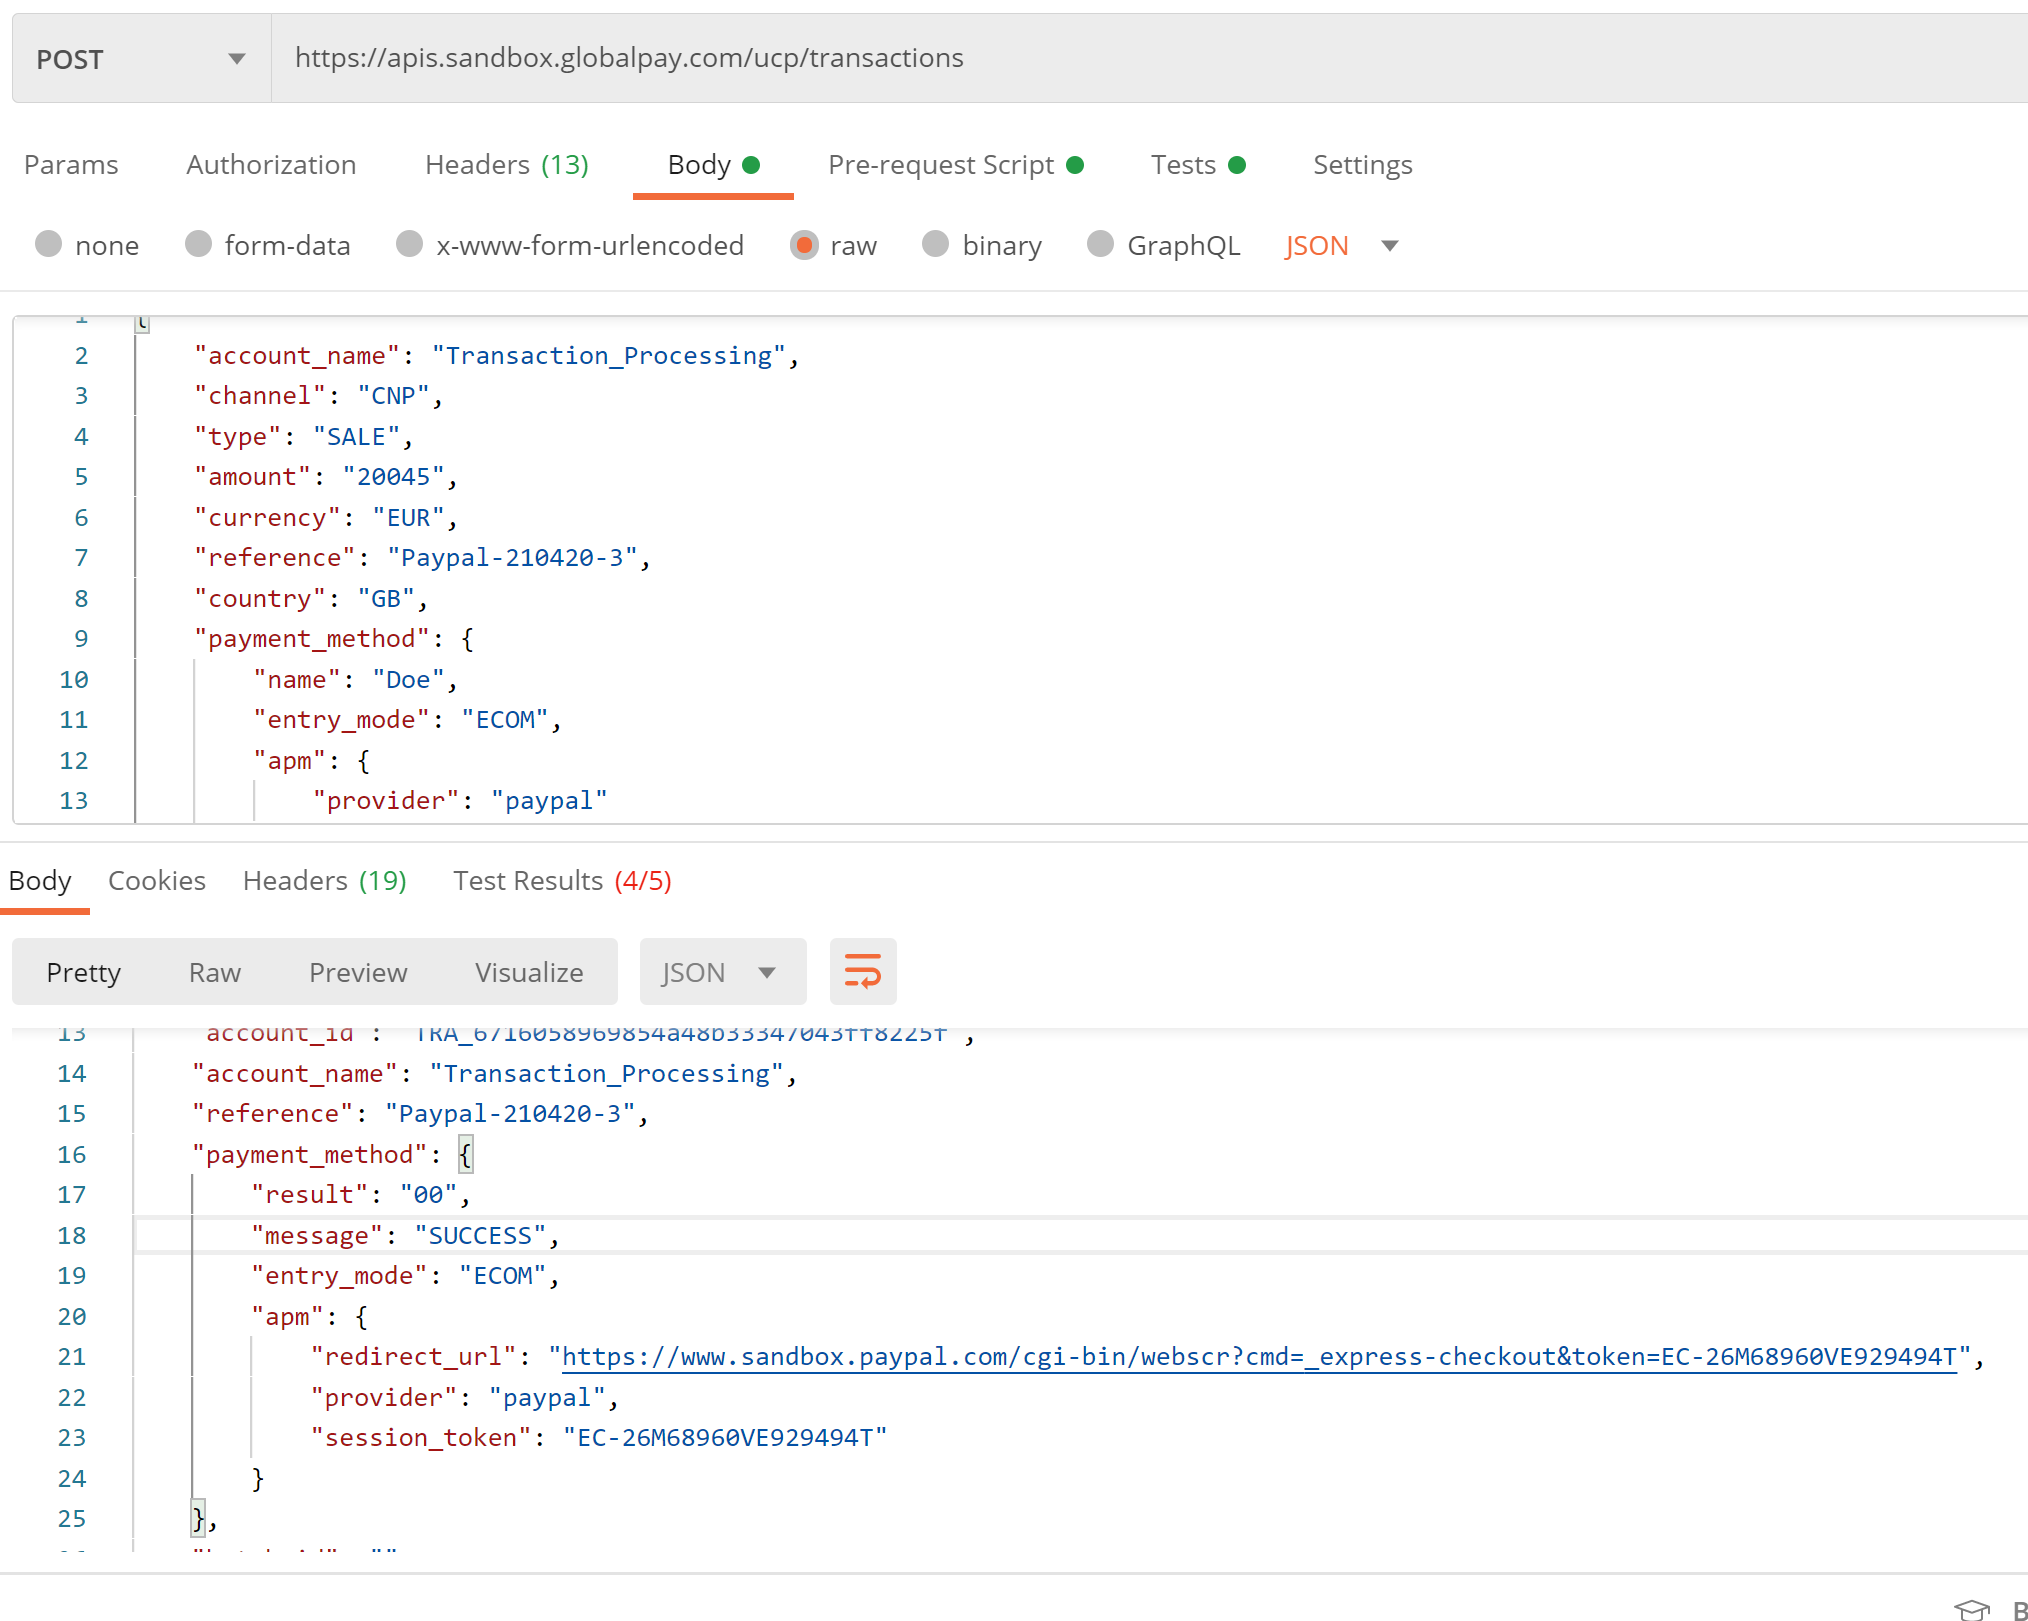 POST https://apis.sandbox.globalpay.com/ucp/transactions
Params Authorization Headers (13) Body Pre-request Script Tests Settings
none form-data x-www-form-urlencoded raw binary GraphQL JSON
1 {
2 "account_name": "Transaction_Processing",
3 "channel": "CNP",
4 "type": "SALE",
5 "amount": "20045",
6 "currency": "EUR",
7 "reference": "Paypal-210420-3",
8 "country": "GB",
9 "payment_method": {
10 "name": "Doe",
11 "entry_mode": "ECOM",
12 "apm": {
13 "provider": "paypal"
Body Cookies Headers (19) Test Results (4/5)
Pretty Raw Preview Visualize JSON
13 account_id : TRA_6716058969854a48b33347043ff8225f ,
14 "account_name": "Transaction_Processing",
15 "reference": "Paypal-210420-3",
16 "payment_method": {
17 "result": "00",
18 "message": "SUCCESS",
19 "entry_mode": "ECOM",
20 "apm": {
21 "redirect_url": "https://www.sandbox.paypal.com/cgi-bin/webscr?cmd=_express-checkout&token=EC-26M68960VE929494T",
22 "provider": "paypal",
23 "session_token": "EC-26M68960VE929494T"
24 }
25 },
B